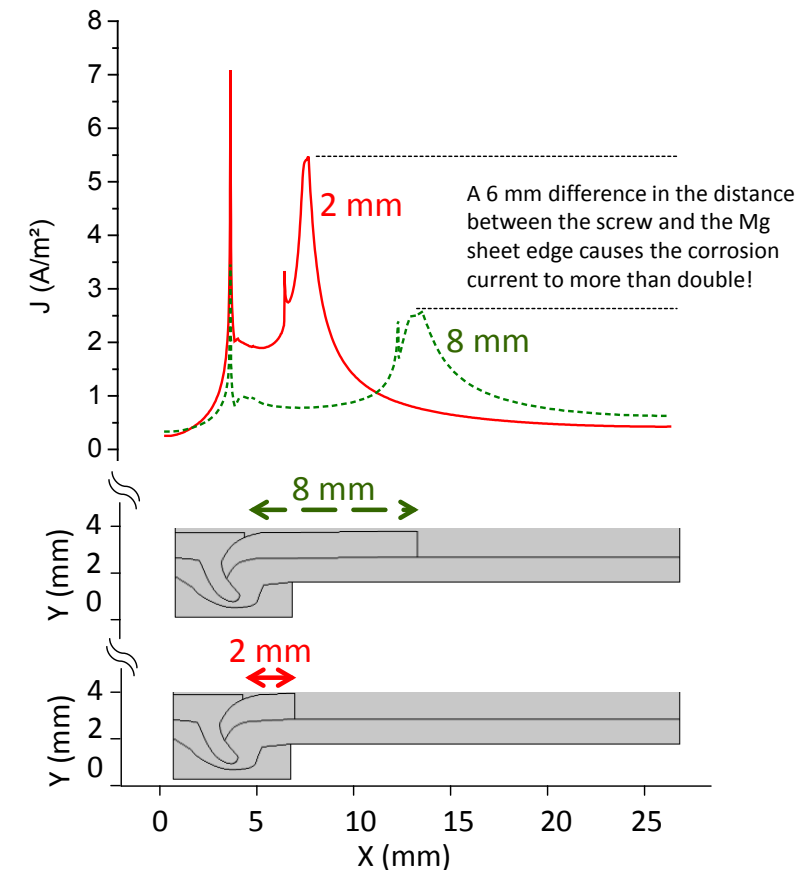 8
7
6
5
4
3
2
1
0
J (A/m²)
2 mm
A 6 mm difference in the distance
between the screw and the Mg
sheet edge causes the corrosion
current to more than double!
8 mm
8 mm
4
2
0
Y (mm)
2 mm
4
2
0
Y (mm)
0 5 10 15 20 25
X (mm)